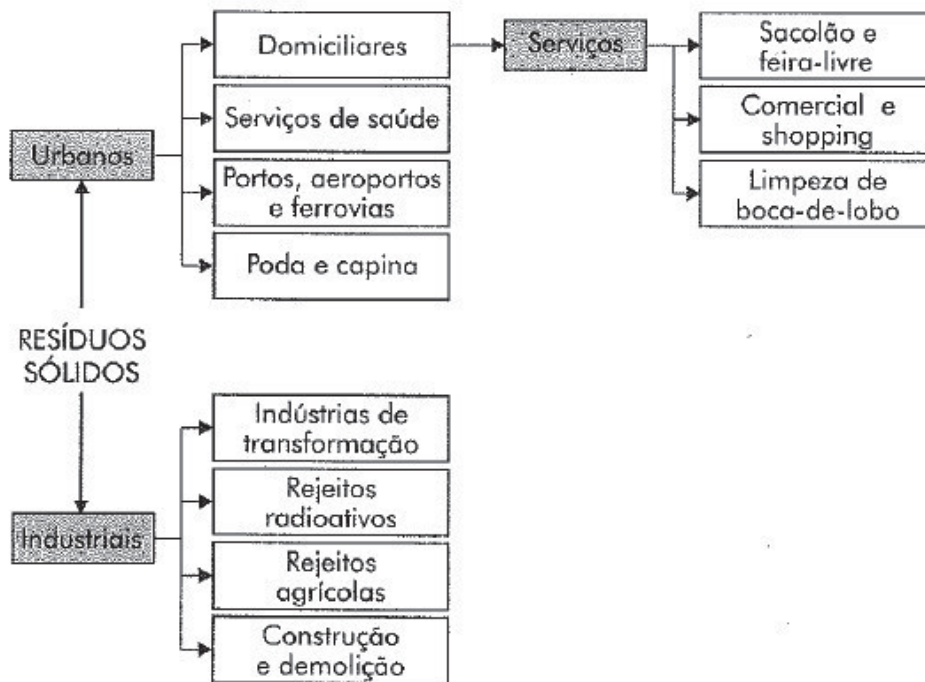 Domiciliares
Serviços
Sacolão e
feira-livre
Serviços de saúde
Comercial e
shopping
Urbanos
Portos, aeroportos
e ferrovias
Limpeza de
boca-de-lobo
Poda e capina
RESÍDUOS
SÓLIDOS
Indústrias de
transformação
Rejeitos
radioativos
Industriais
Rejeitos
agrícolas
Construção
e demolição